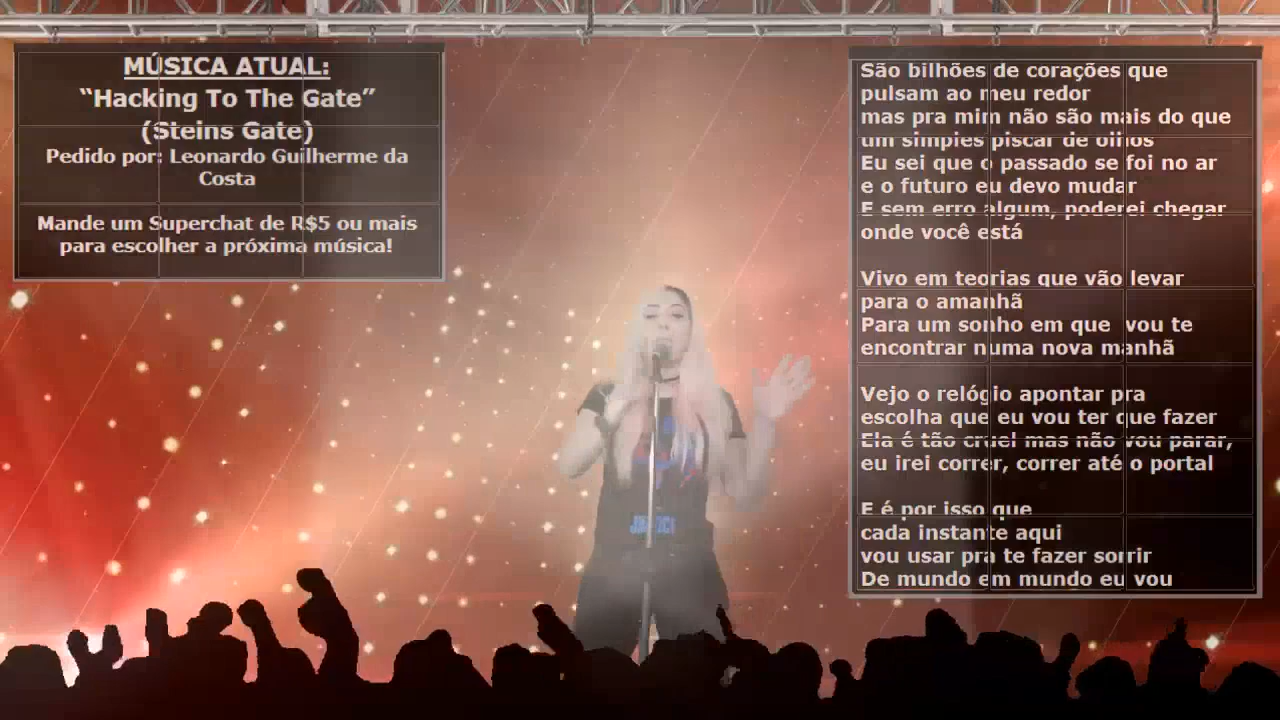 MÚSICA ATUAL:
“Hacking To The Gate”
(Steins Gate)
Pedido por: Leonardo Guilherme da
Costa
Mande um Superchat de R$5 ou mais
para escolher a próxima música!
São bilhões de corações que
pulsam ao meu redor
mas pra mim não são mais do que
um simples piscar de olhos
Eu sei que o passado se foi no ar
e o futuro eu devo mudar
E sem erro algum, poderei chegar
onde você está
Vivo em teorias que vão levar
para o amanhã
Para um sonho em que vou te
encontrar numa nova manhã
Vejo o relógio apontar pra
escolha que eu vou ter que fazer
Ela é tão cruel mas não vou parar,
eu irei correr, correr até o portal
E é por isso que
cada instante aqui
vou usar pra te fazer sorrir
De mundo em mundo eu vou